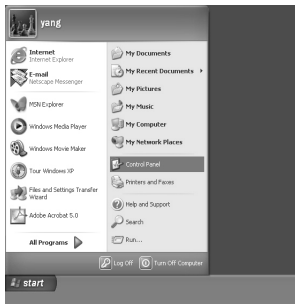 yang
Internet
Internet Explorer
E-mail
Netscape Messenger
MSN Explorer
Windows Media Player
Windows Movie Maker
Tour Windows XP
Files and Settings Transfer
Wizard
Adobe Acrobat 5.0
All Programs
My Documents
My Recent Documents
My Pictures
My Music
My Computer
My Network Places
Control Panel
Printers and Faxes
Help and Support
Search
Run...
Log Off
Turn Off Computer
start